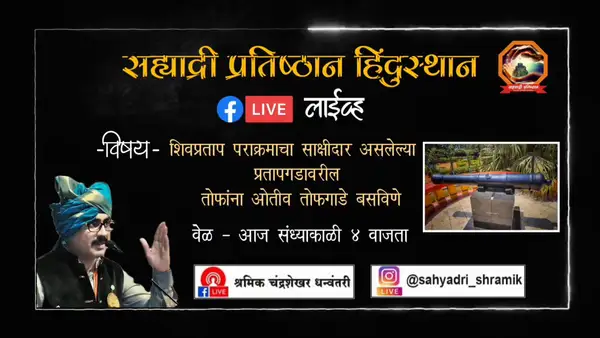 सह्याद्री प्रतिष्ठान हिंदुस्थान
LIVE लाईव्ह
-विषय- शिवप्रताप पराक्रमाचा साक्षीदार असलेल्या
प्रतापगडावरील
तोफांना ओतीव तोफगाडे बसविणे
वेळ - आज संध्याकाळी ४ वाजता
LIVE श्रमिक चंद्रशेखर धन्वंतरी
LIVE @sahyadri_shramik